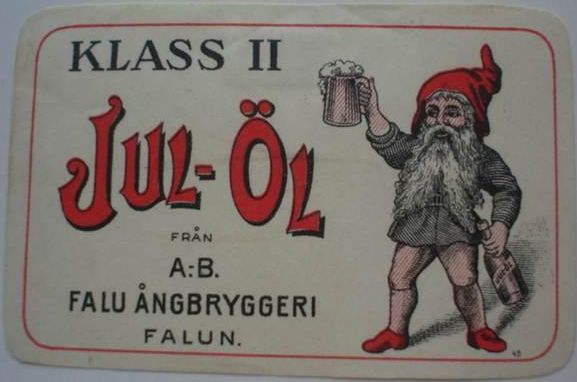 KLASS II
JUL-ÖL
FRÅN
A:B.
FALU ÅNGBRYGGERI
FALUN.